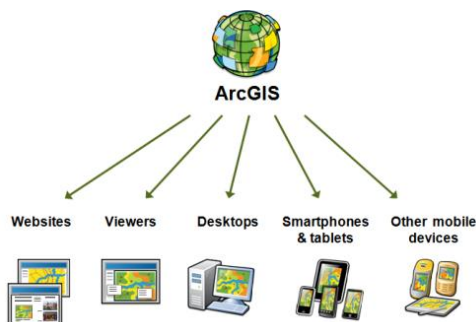 ArcGIS
Websites
Viewers
Desktops
Smartphones
& tablets
Other mobile
devices